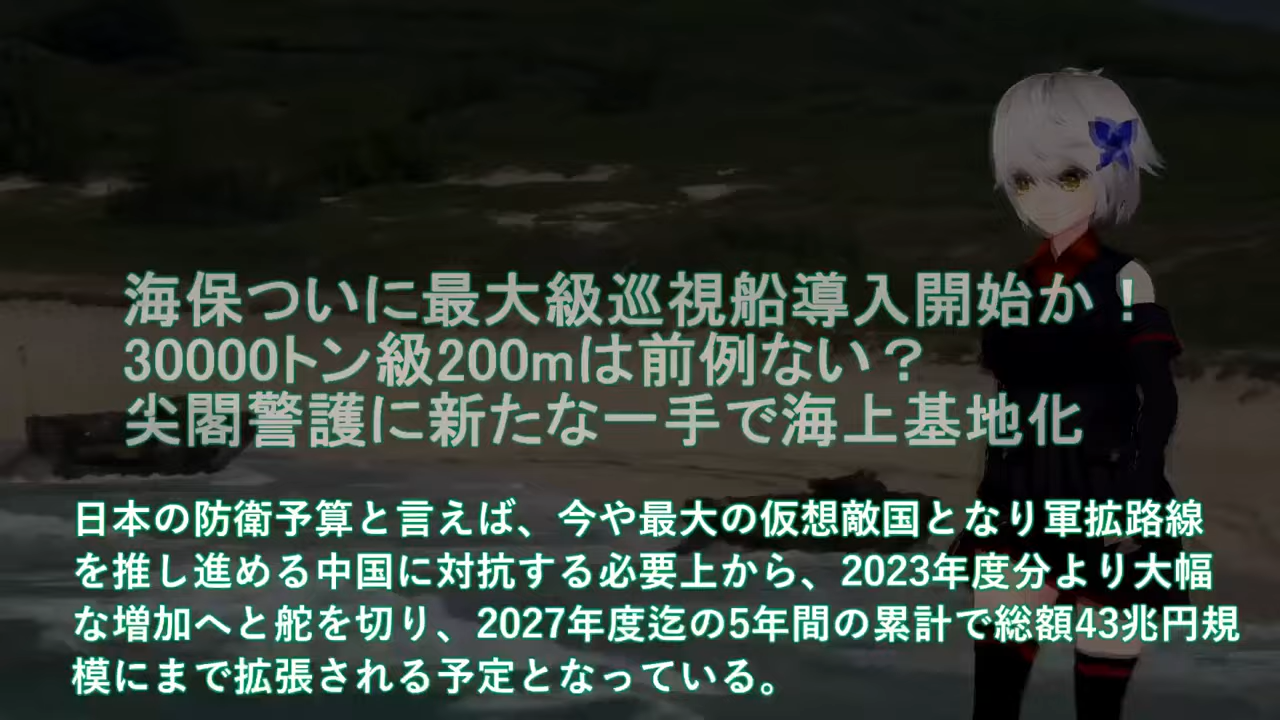 海保ついに最大級巡視船導入開始か！
30000トン級200mは前例ない？
尖閣警護に新たな一手で海上基地化
日本の防衛予算と言えば、今や最大の仮想敵国となり軍拡路線
を推し進める中国に対抗する必要上から、2023年度分より大幅
な増加へと舵を切り、2027年度迄の5年間の累計で総額43兆円規
模にまで拡張される予定となっている。